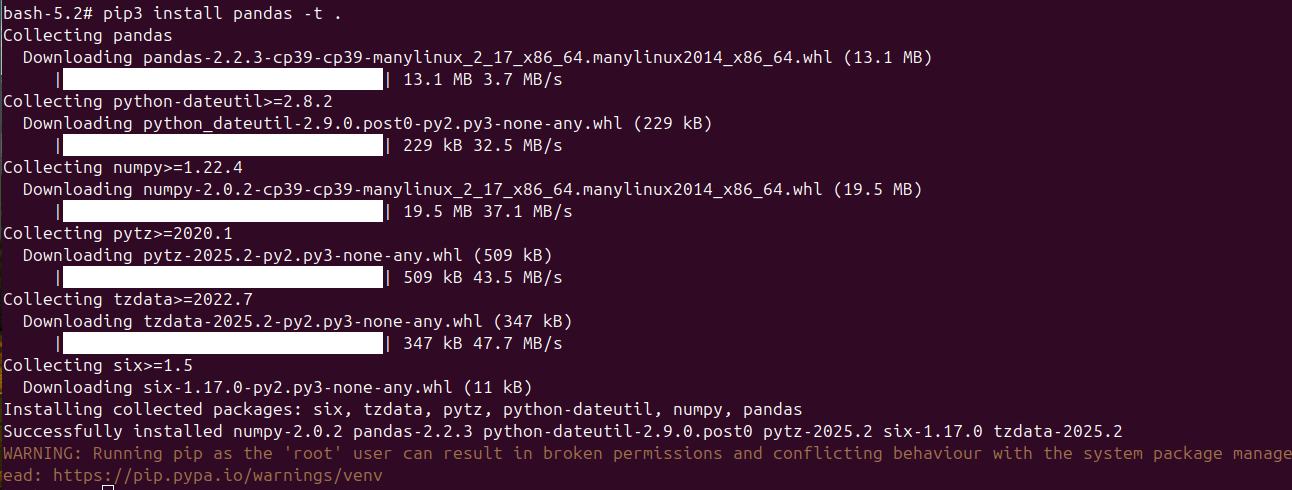 bash-5.2# pip3 install pandas -t .
Collecting pandas
  Downloading pandas-2.2.3-cp39-cp39-manylinux_2_17_x86_64.manylinux2014_x86_64.whl (13.1 MB)
     || 13.1 MB 3.7 MB/s
Collecting python-dateutil>=2.8.2
  Downloading python_dateutil-2.9.0.post0-py2.py3-none-any.whl (229 kB)
     || 229 kB 32.5 MB/s
Collecting numpy>=1.22.4
  Downloading numpy-2.0.2-cp39-cp39-manylinux_2_17_x86_64.manylinux2014_x86_64.whl (19.5 MB)
     || 19.5 MB 37.1 MB/s
Collecting pytz>=2020.1
  Downloading pytz-2025.2-py2.py3-none-any.whl (509 kB)
     || 509 kB 43.5 MB/s
Collecting tzdata>=2022.7
  Downloading tzdata-2025.2-py2.py3-none-any.whl (347 kB)
     || 347 kB 47.7 MB/s
Collecting six>=1.5
  Downloading six-1.17.0-py2.py3-none-any.whl (11 kB)
Installing collected packages: six, tzdata, pytz, python-dateutil, numpy, pandas
Successfully installed numpy-2.0.2 pandas-2.2.3 python-dateutil-2.9.0.post0 pytz-2025.2 six-1.17.0 tzdata-2025.2
WARNING: Running pip as the 'root' user can result in broken permissions and conflicting behaviour with the system package manage
ead: https://pip.pypa.io/warnings/venv